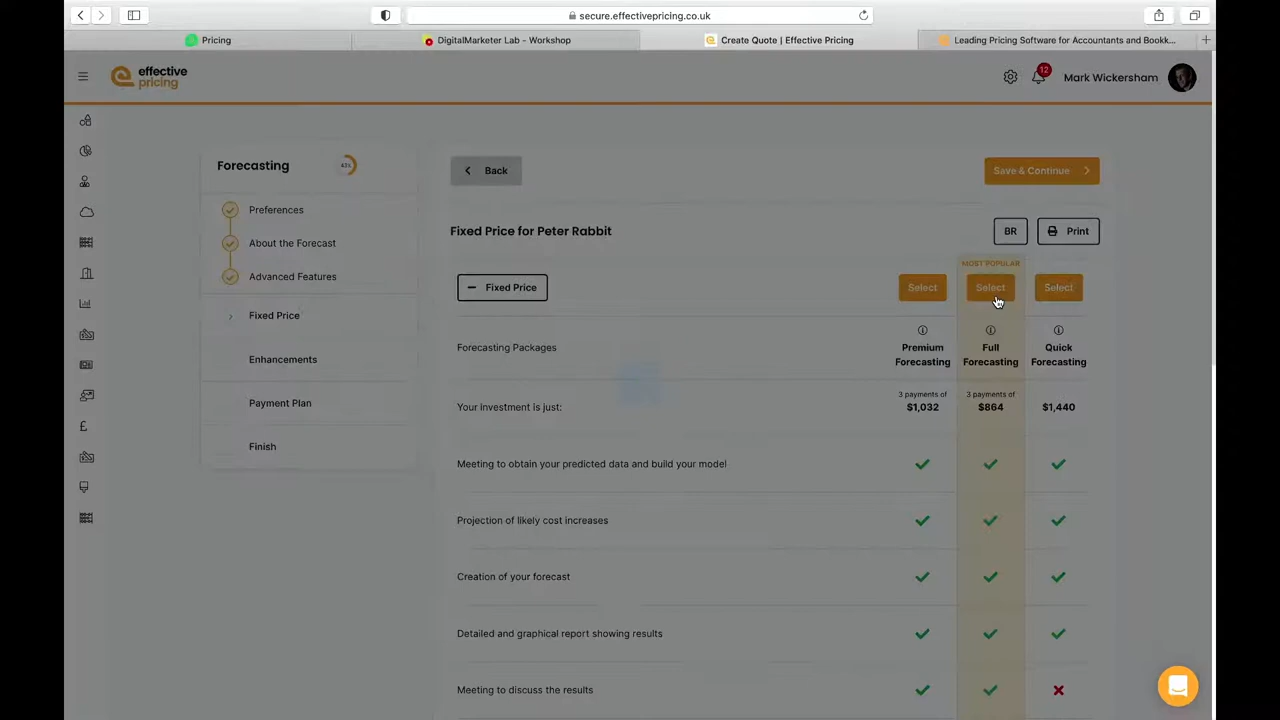 secure.effectivepricing.co.uk
Pricing
DigitalMarketer Lab - Workshop
Create Quote | Effective Pricing
Leading Pricing Software for Accountants and Bookk...
effective
pricing
12
Mark Wickersham
Forecasting
43%
Preferences
About the Forecast
Advanced Features
Fixed Price
Enhancements
Payment Plan
Finish
Back
Save & Continue
Fixed Price for Peter Rabbit
BR
Print
MOST POPULAR
Fixed Price
Select
Select
Select
Forecasting Packages
Premium
Forecasting
Full
Forecasting
Quick
Forecasting
Your investment is just:
3 payments of
$1,032
3 payments of
$864
$1,440
Meeting to obtain your predicted data and build your model
Projection of likely cost increases
Creation of your forecast
Detailed and graphical report showing results
Meeting to discuss the results